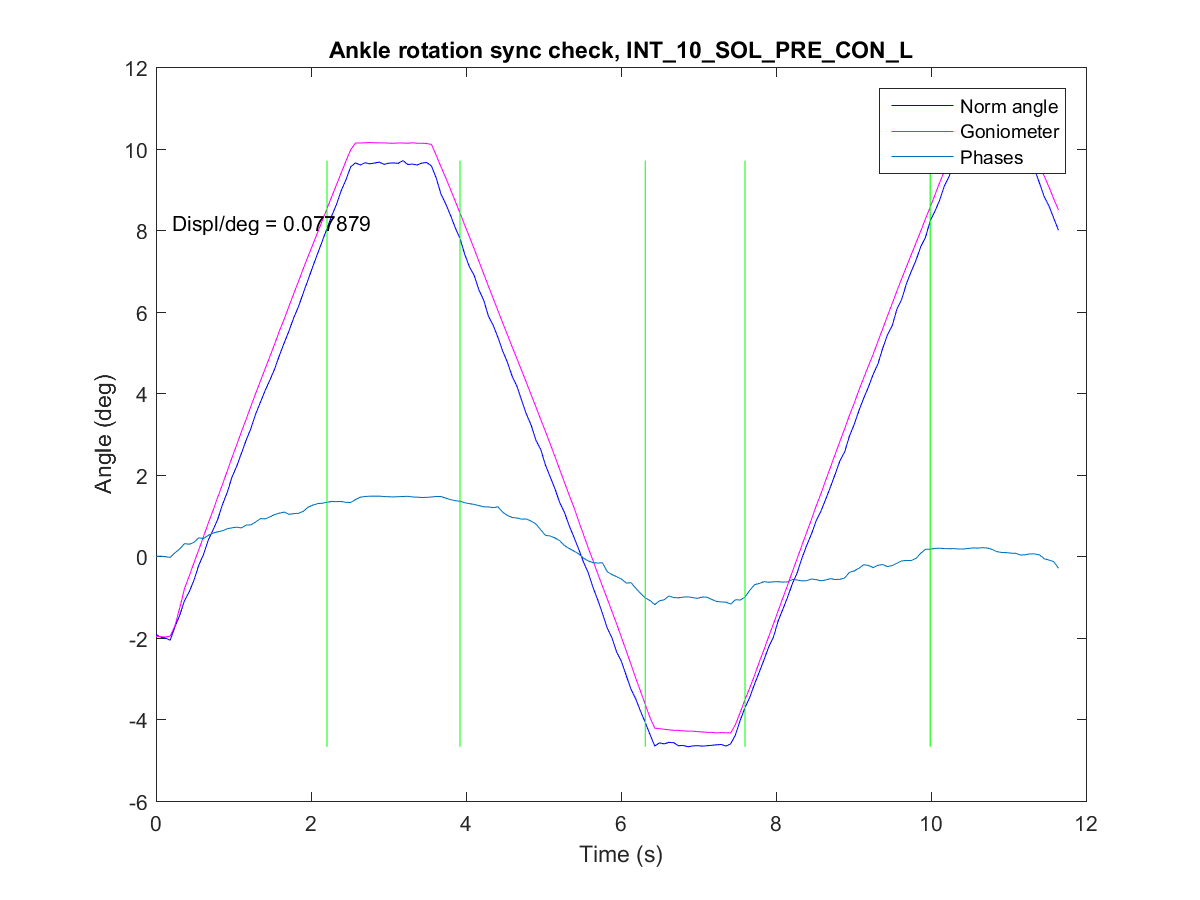 Ankle rotation sync check, INT_10_SOL_PRE_CON_L
12
10
8
6
4
2
0
-2
-4
-6
Angle (deg)
Norm angle
Goniometer
Phases
Displ/deg = 0.077879
0
2
4
6
8
10
12
Time (s)